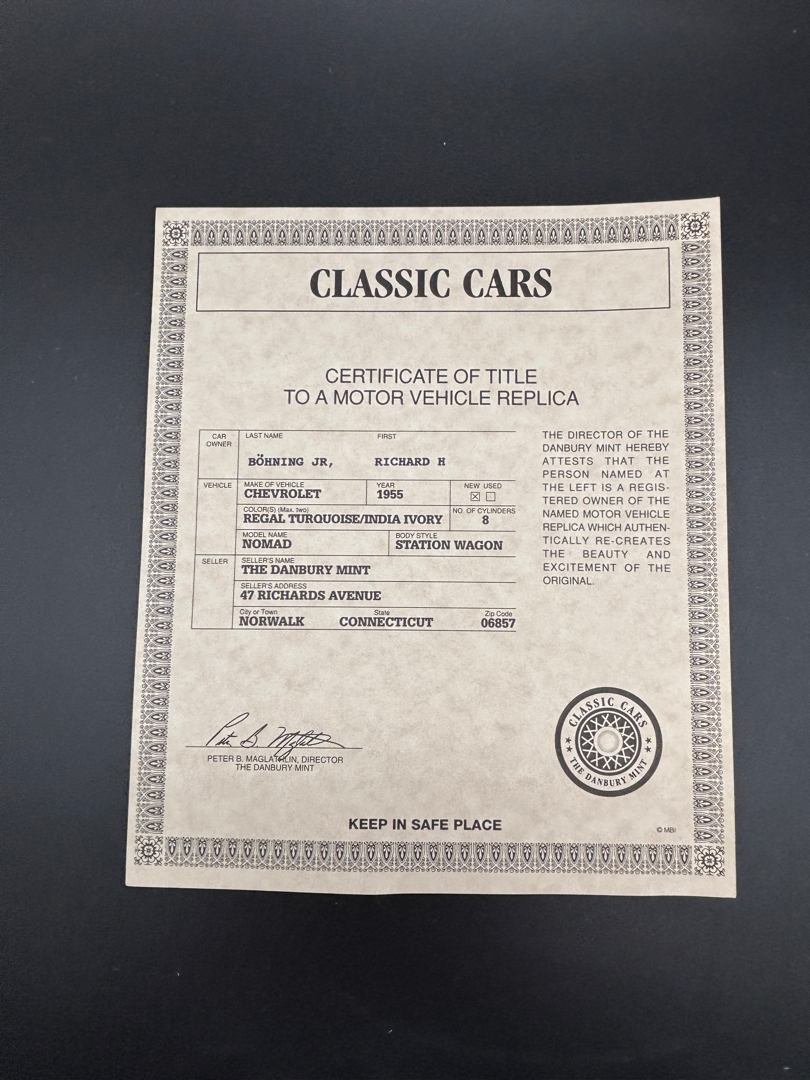 CLASSIC CARS
CERTIFICATE OF TITLE
TO A MOTOR VEHICLE REPLICA
CAR OWNER
LAST NAME FIRST
BÖHNING JR, RICHARD H
VEHICLE
MAKE OF VEHICLE YEAR NEW USED
CHEVROLET 1955 ☒ ☐
COLOR(S) (Max. two) NO. OF CYLINDERS
REGAL TURQUOISE/INDIA IVORY 8
MODEL NAME BODY STYLE
NOMAD STATION WAGON
SELLER
SELLER'S NAME
THE DANBURY MINT
SELLER'S ADDRESS
47 RICHARDS AVENUE
City or Town State Zip Code
NORWALK CONNECTICUT 06857
THE DIRECTOR OF THE
DANBURY MINT HEREBY
ATTESTS THAT THE
PERSON NAMED AT
THE LEFT IS A REGIS-
TERED OWNER OF THE
NAMED MOTOR VEHICLE
REPLICA WHICH AUTHEN-
TICALLY RE-CREATES
THE BEAUTY AND
EXCITEMENT OF THE
ORIGINAL.
Peter B. Maglathlin
PETER B. MAGLATHLIN, DIRECTOR
THE DANBURY MINT
CLASSIC CARS
★ THE DANBURY MINT ★
KEEP IN SAFE PLACE
© MBI